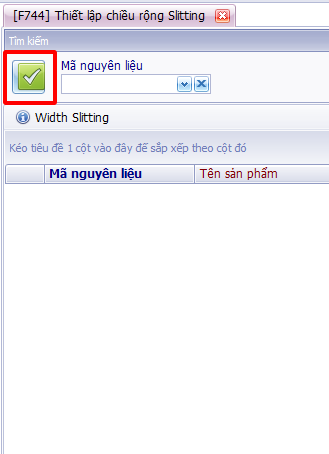 [F744] Thiết lập chiều rộng Slitting
Tìm kiếm
Mã nguyên liệu
Width Slitting
Kéo tiêu đề 1 cột vào đây để sắp xếp theo cột đó
Mã nguyên liệu Tên sản phẩm